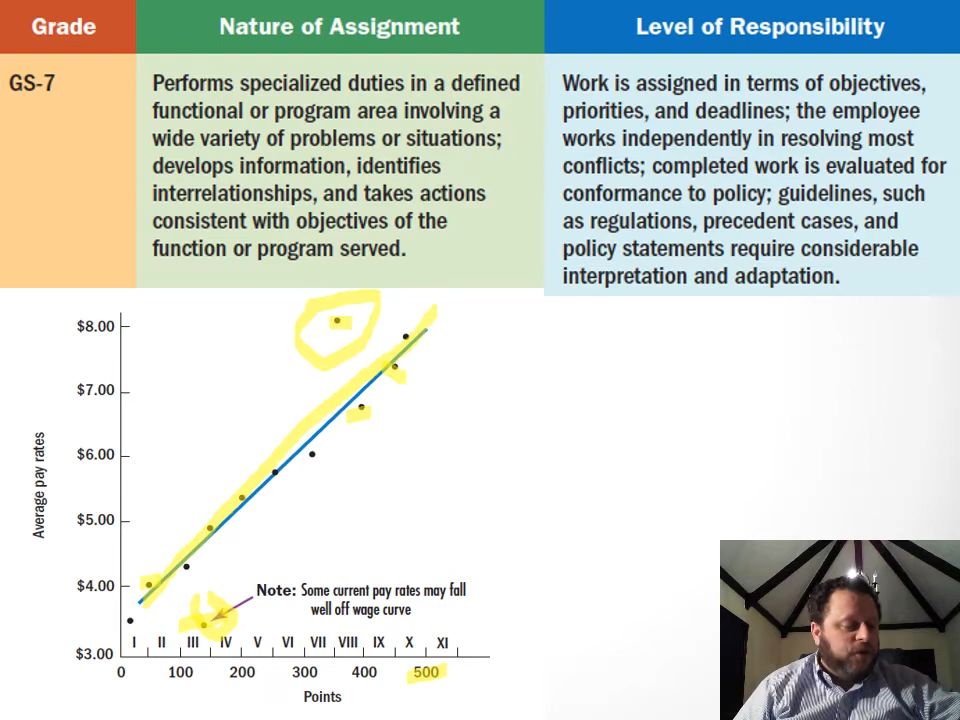 Grade
Nature of Assignment
Level of Responsibility
GS-7
Performs specialized duties in a defined
functional or program area involving a
wide variety of problems or situations;
develops information, identifies
interrelationships, and takes actions
consistent with objectives of the
function or program served.
Work is assigned in terms of objectives,
priorities, and deadlines; the employee
works independently in resolving most
conflicts; completed work is evaluated for
conformance to policy; guidelines, such
as regulations, precedent cases, and
policy statements require considerable
interpretation and adaptation.
Average pay rates
$8.00
$7.00
$6.00
$5.00
$4.00
$3.00
Note: Some current pay rates may fall
well off wage curve
I II III IV V VI VII VIII IX X XI
0 100 200 300 400 500
Points